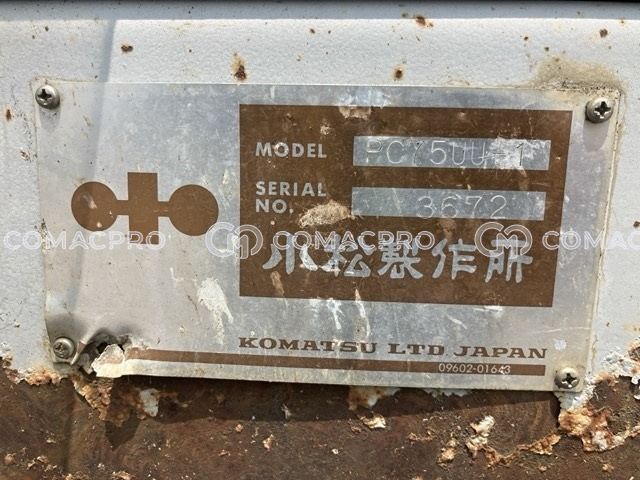 MODEL PC75UU-1
SERIAL NO. 3672
COMACPRO COMACPRO COMAC
小松製作所
KOMATSU LTD JAPAN
09602-01643